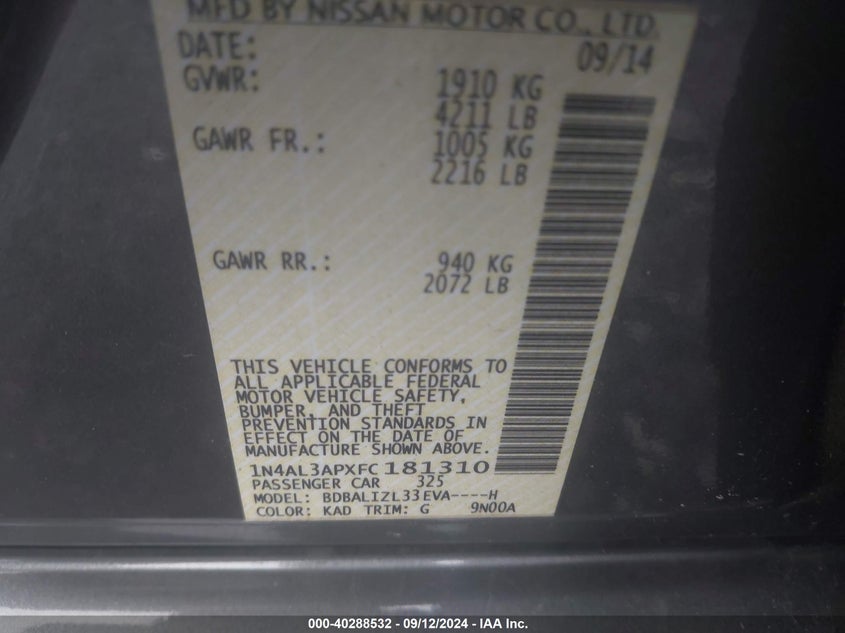 MFD BY NISSAN MOTOR CO., LTD.
DATE: 09/14
GVWR: 1910 KG
4211 LB
GAWR FR.: 1005 KG
2216 LB
GAWR RR.: 940 KG
2072 LB
THIS VEHICLE CONFORMS TO
ALL APPLICABLE FEDERAL
MOTOR VEHICLE SAFETY,
BUMPER, AND THEFT
PREVENTION STANDARDS IN
EFFECT ON THE DATE OF
MANUFACTURE SHOWN ABOVE.
1N4AL3APXFC181310
PASSENGER CAR 325
MODEL: BDBALIZL33EVA----H
COLOR: KAD TRIM: G 9N00A
000-40288532 - 09/12/2024 - IAA Inc.